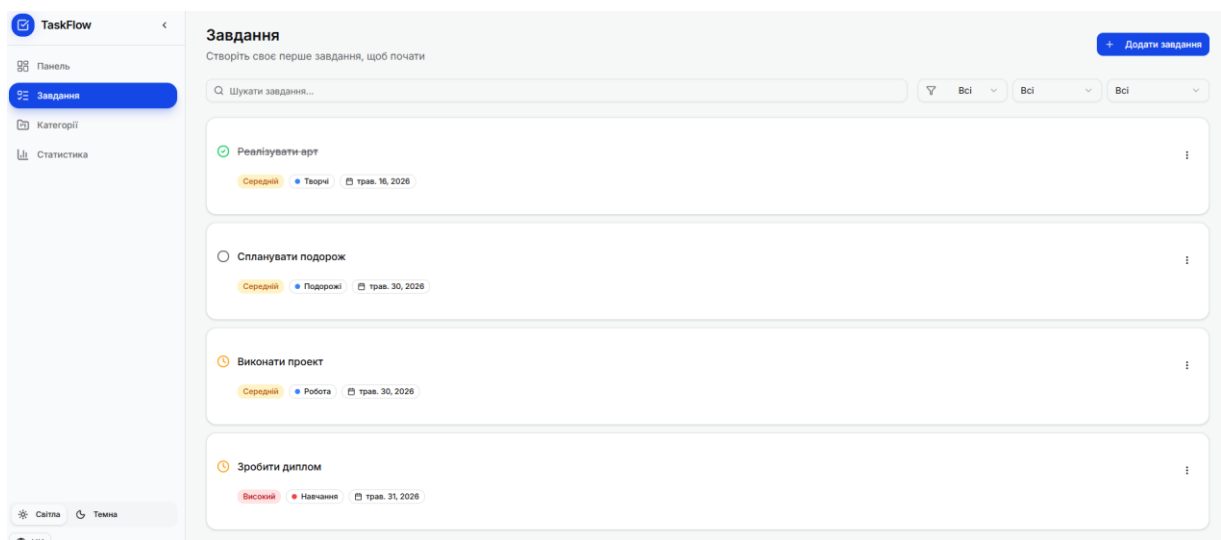 TaskFlow
Панель
Завдання
Категорії
Статистика
Світла
Темна
Завдання
Створіть своє перше завдання, щоб почати
+ Додати завдання
Шукати завдання...
Всі
Всі
Всі
Реалізувати арт
Середній Творчі трав. 16, 2026
Спланувати подорож
Середній Подорожі трав. 30, 2026
Виконати проект
Середній Робота трав. 30, 2026
Зробити диплом
Високий Навчання трав. 31, 2026